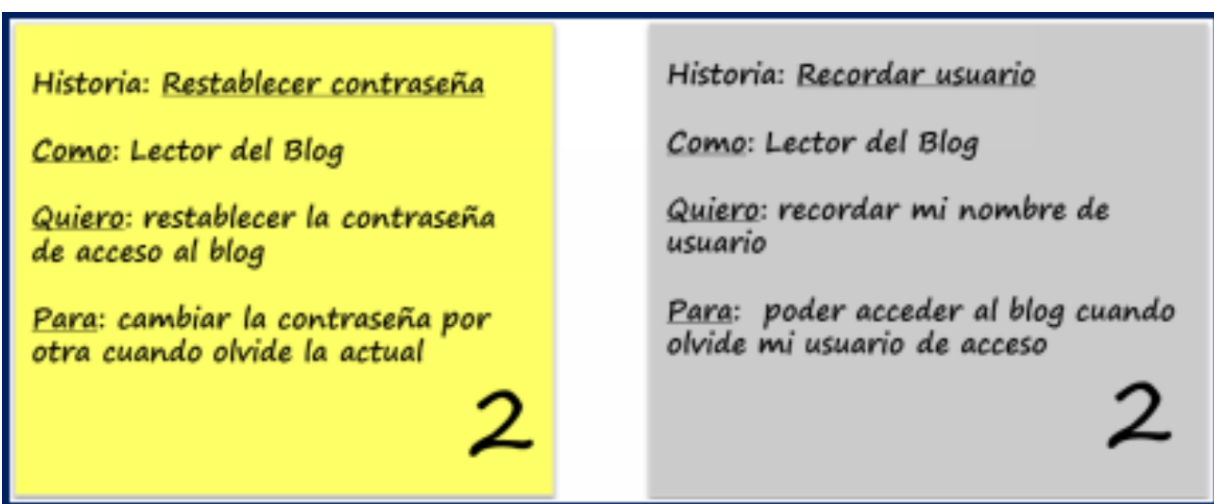 Historia: Restablecer contraseña
Como: Lector del Blog
Quiero: restablecer la contraseña
de acceso al blog
Para: cambiar la contraseña por
otra cuando olvide la actual
2
Historia: Recordar usuario
Como: Lector del Blog
Quiero: recordar mi nombre de
usuario
Para: poder acceder al blog cuando
olvide mi usuario de acceso
2